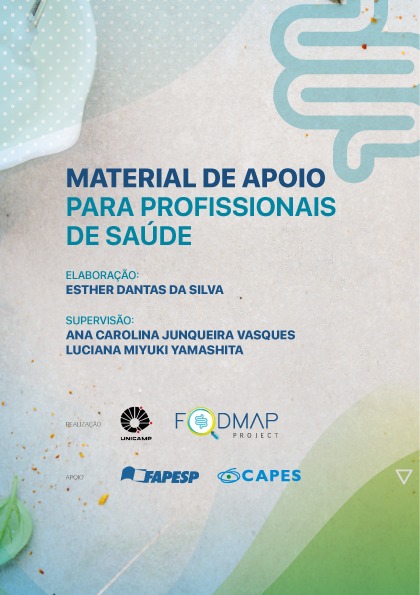 MATERIAL DE APOIO
PARA PROFISSIONAIS
DE SAÚDE
ELABORAÇÃO:
ESTHER DANTAS DA SILVA
SUPERVISÃO:
ANA CAROLINA JUNQUEIRA VASQUES
LUCIANA MIYUKI YAMASHITA
REALIZAÇÃO
UNICAMP
FODMAP
PROJECT
APOIO
FAPESP
CAPES